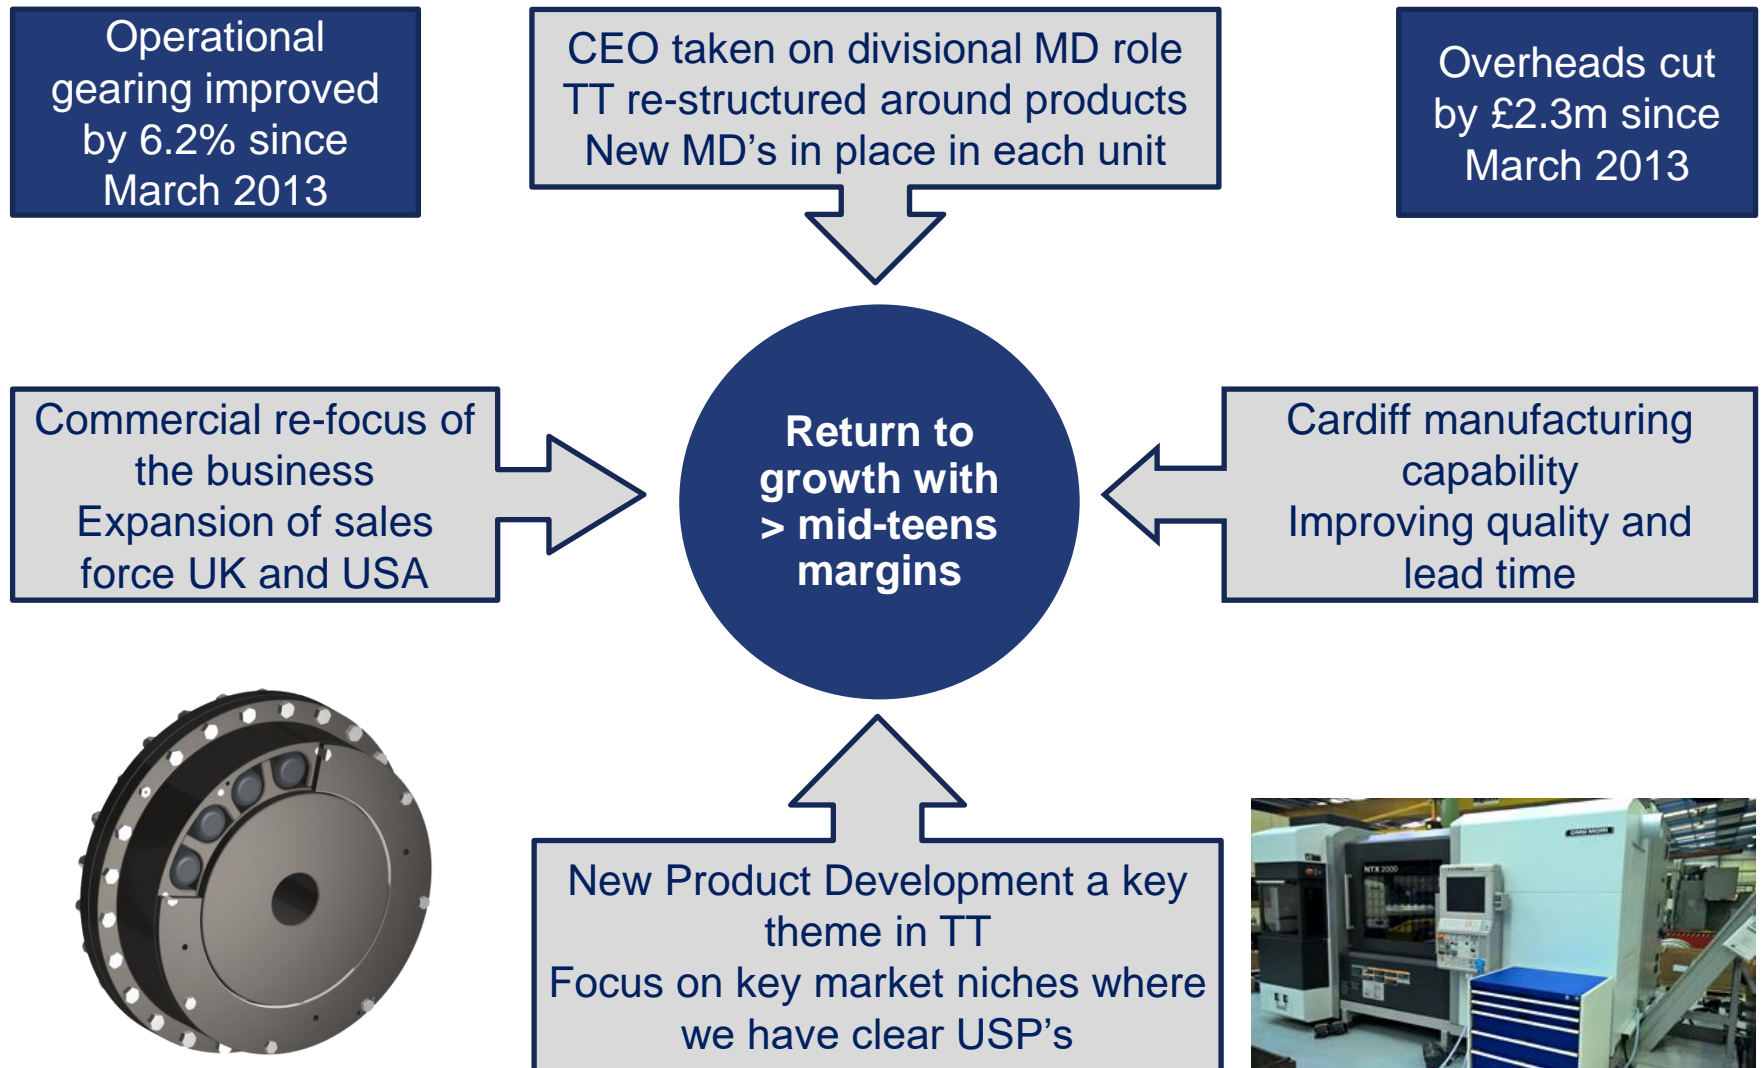 Operational
gearing improved
by 6.2% since
March 2013
CEO taken on divisional MD role
TT re-structured around products
New MD's in place in each unit
Overheads cut
by £2.3m since
March 2013
Commercial re-focus of
the business
Expansion of sales
force UK and USA
Return to
growth with
> mid-teens
margins
Cardiff manufacturing
capability
Improving quality and
lead time
New Product Development a key
theme in TT
Focus on key market niches where
we have clear USP's
DMG MORI
NTX 2000